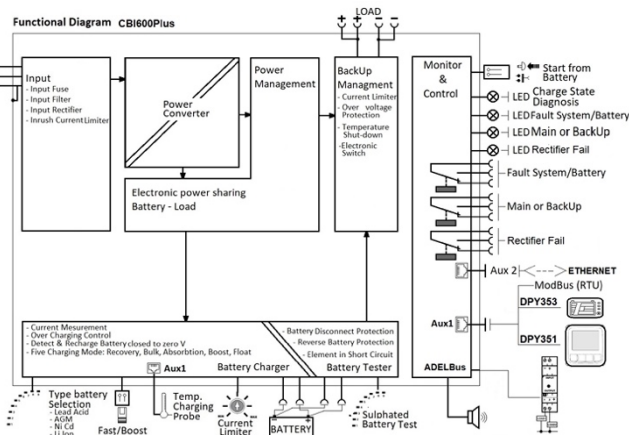 Functional Diagram CBI600Plus
LOAD
+ + - -
Input
- Input Fuse
- Input Filter
- Input Rectifier
- Inrush CurrentLimiter
Power
Converter
Power
Management
BackUp
Managment
- Current Limiter
- Over voltage
Protection
- Temperature
Shut-down
-Electronic
Switch
Monitor
&
Control
Start from
Battery
LED Charge State
Diagnosis
LED Fault System/Battery
LED Main or BackUp
LED Rectifier Fail
Electronic power sharing
Battery - Load
Fault System/Battery
Main or BackUp
Rectifier Fail
Aux 2
ETHERNET
ModBus (RTU)
DPY353
Aux1
DPY351
ADELBus
- Current Mesurement
- Over Charging Control
- Detect & Recharge Battery closed to zero V
- Five Charging Mode: Recovery, Bulk, Absorbtion, Boost, Float
Aux1
Battery Charger
- Battery Disconnect Protection
- Reverse Battery Protection
- Element in Short Circuit
Battery Tester
Type battery
Selection
- Lead Acid
- AGM
- Ni Cd
- Li Ion
Fast/Boost
Temp.
Charging
Probe
Current
Limiter
BATTERY
Sulphated
Battery Test